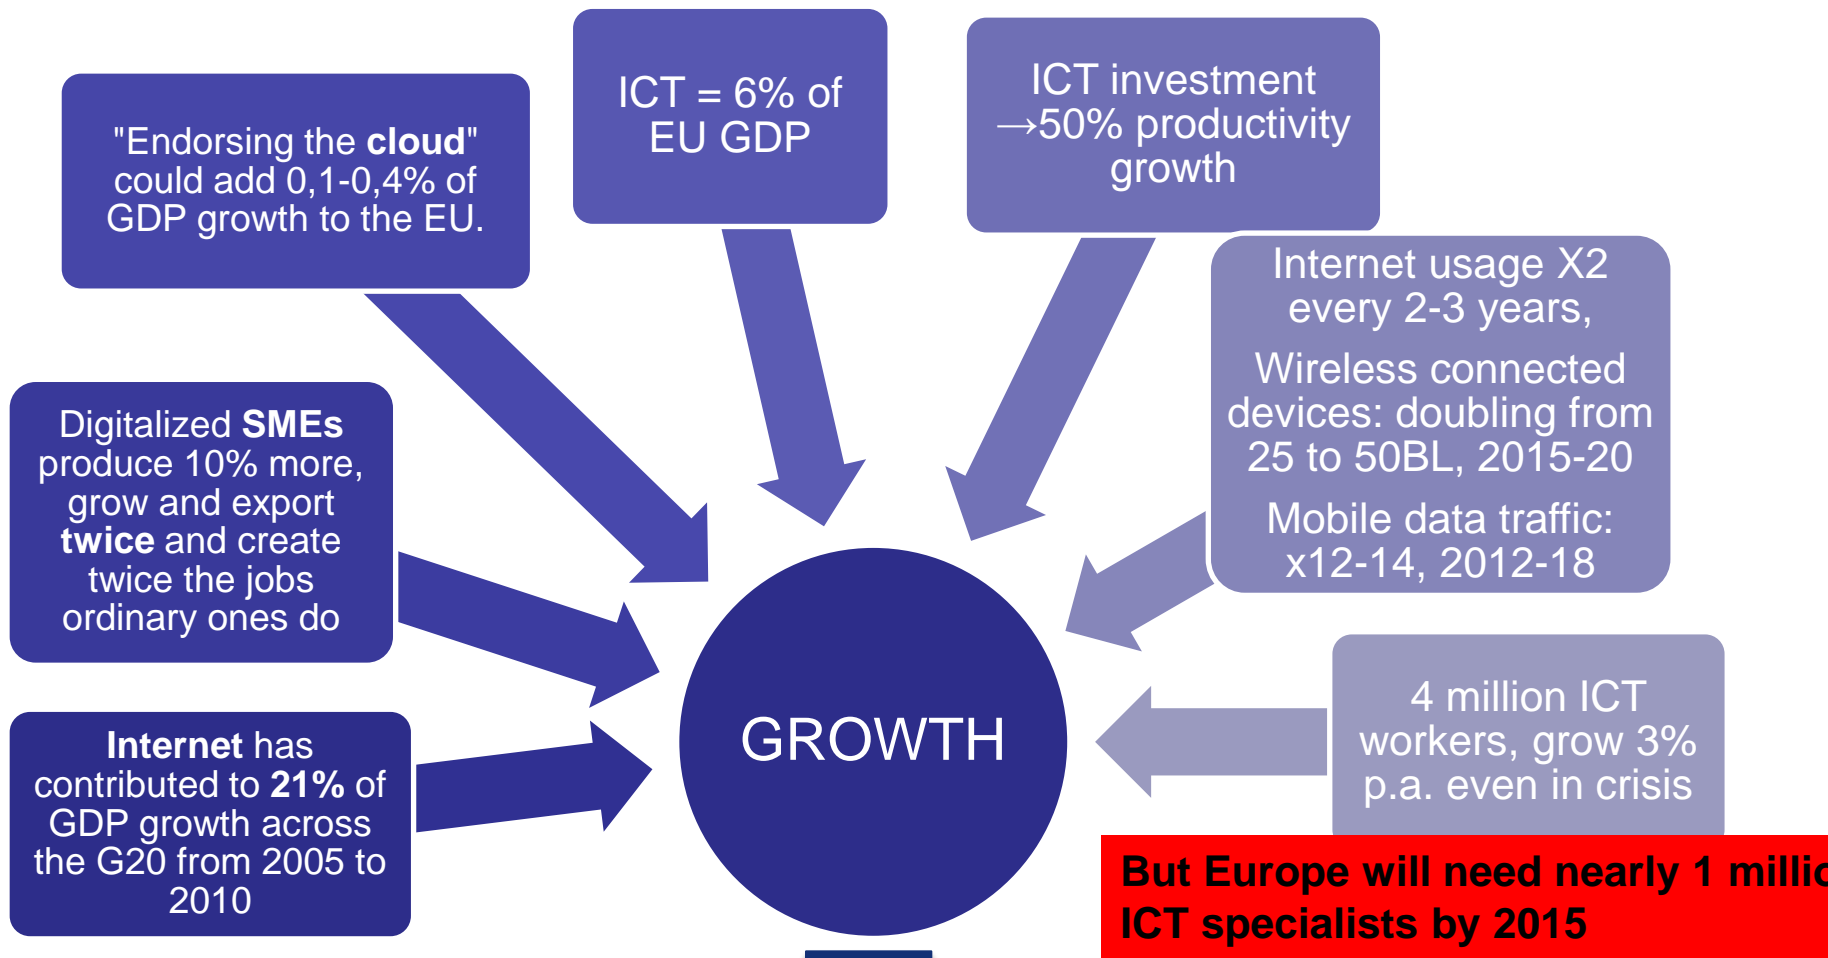 "Endorsing the cloud"
could add 0,1-0,4% of
GDP growth to the EU.
ICT = 6% of
EU GDP
ICT investment
→50% productivity
growth
Internet usage X2
every 2-3 years,
Wireless connected
devices: doubling from
25 to 50BL, 2015-20
Mobile data traffic:
x12-14, 2012-18
Digitalized SMEs
produce 10% more,
grow and export
twice and create
twice the jobs
ordinary ones do
Internet has
contributed to 21% of
GDP growth across
the G20 from 2005 to
2010
GROWTH
4 million ICT
workers, grow 3%
p.a. even in crisis
But Europe will need nearly 1
ICT specialists by 2015